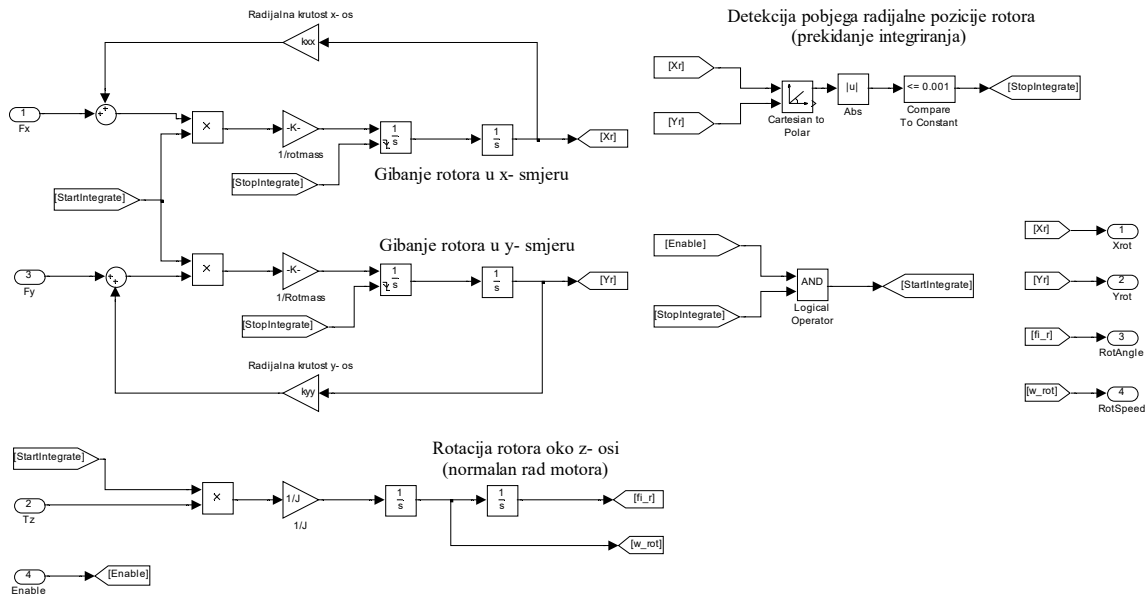 Radijalna krutost x- os
kxx
1
Fx
++
×
-K-
1/rotmass
1
s
1
s
[Xr]
[StopIntegrate]
Gibanje rotora u x- smjeru
[StartIntegrate]
Gibanje rotora u y- smjeru
3
Fy
++
×
-K-
1/Rotmass
1
s
1
s
[Yr]
[StopIntegrate]
Radijalna krutost y- os
kyy
Detekcija pobjega radijalne pozicije rotora
(prekidanje integriranja)
[Xr]
[Yr]
Cartesian to
Polar
|u|
Abs
<= 0.001
Compare
To Constant
[StopIntegrate]
[Enable]
[StopIntegrate]
AND
Logical
Operator
[StartIntegrate]
[Xr]
1
Xrot
[Yr]
2
Yrot
[fi_r]
3
RotAngle
[w_rot]
4
RotSpeed
Rotacija rotora oko z- osi
(normalan rad motora)
[StartIntegrate]
2
Tz
×
1/J
1/J
1
s
1
s
[fi_r]
[w_rot]
4
Enable
[Enable]